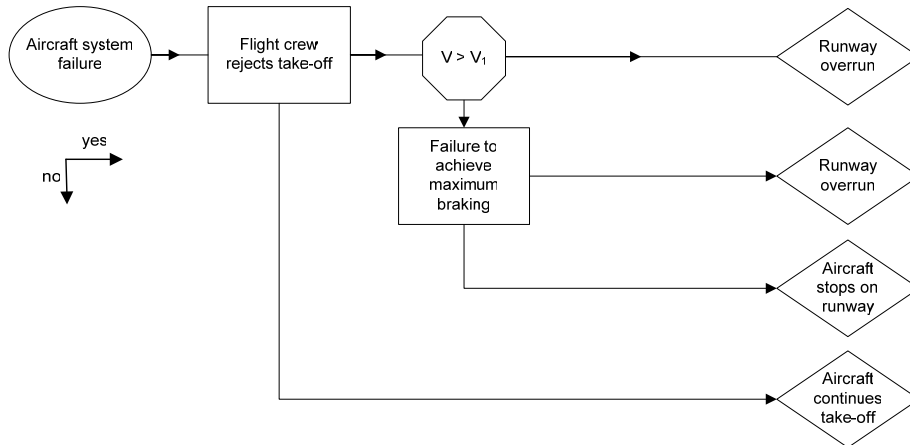 Aircraft system
failure
Flight crew
rejects take-off
V > V₁
Runway
overrun
yes
no
Failure to
achieve
maximum
braking
Runway
overrun
Aircraft
stops on
runway
Aircraft
continues
take-off